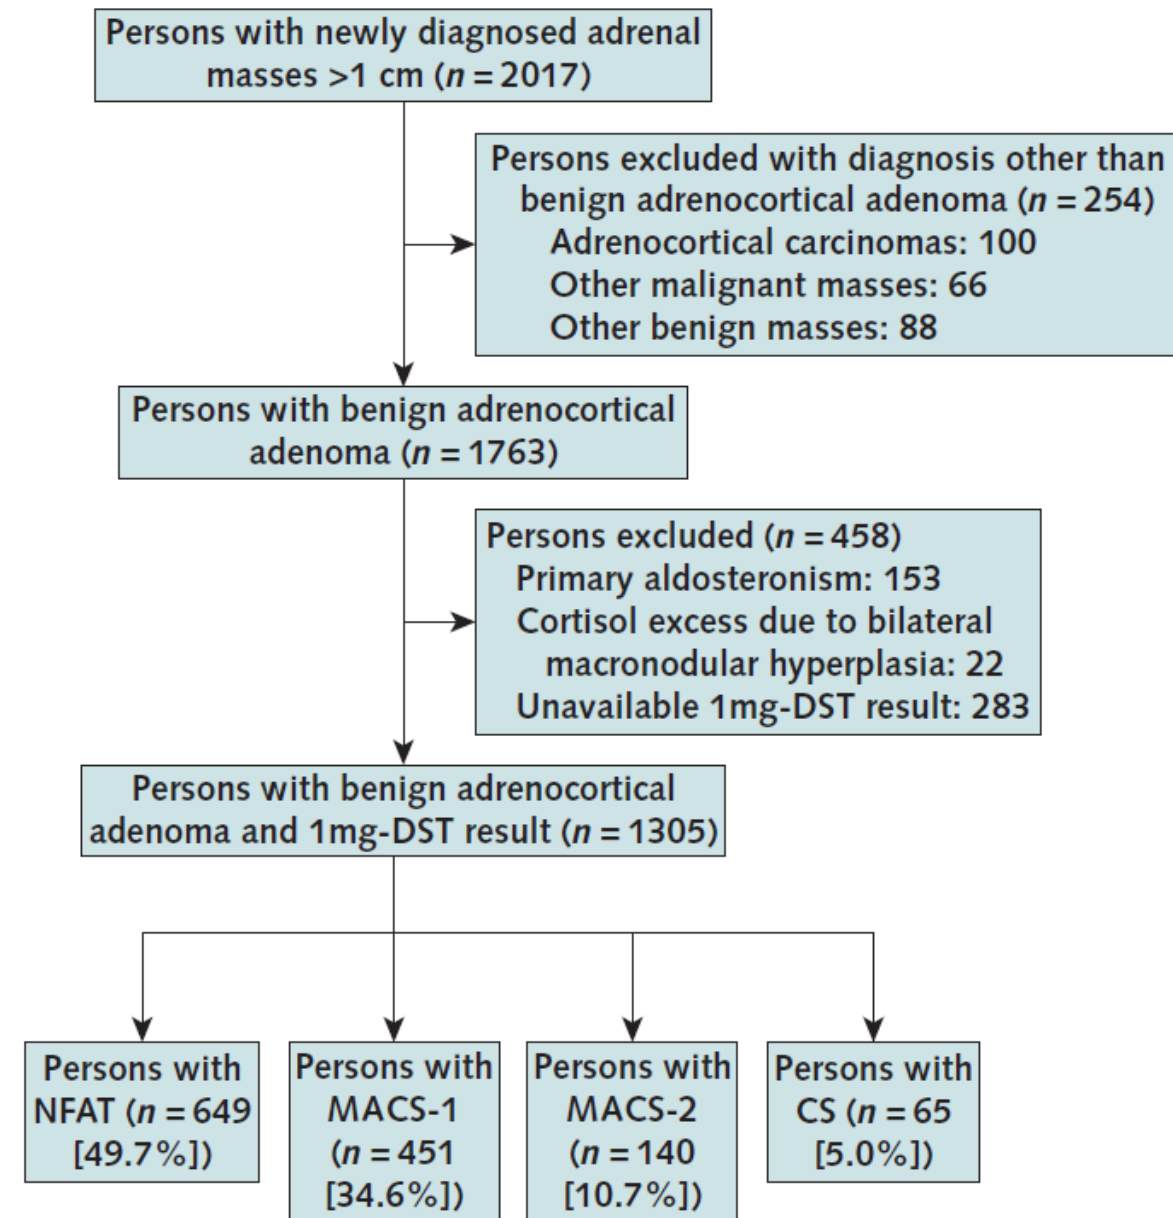 Persons with newly diagnosed adrenal
masses >1 cm (n = 2017)
Persons excluded with diagnosis other than
benign adrenocortical adenoma (n = 254)
Adrenocortical carcinomas: 100
Other malignant masses: 66
Other benign masses: 88
Persons with benign adrenocortical
adenoma (n = 1763)
Persons excluded (n = 458)
Primary aldosteronism: 153
Cortisol excess due to bilateral
macronodular hyperplasia: 22
Unavailable 1mg-DST result: 283
Persons with benign adrenocortical
adenoma and 1mg-DST result (n = 1305)
Persons with
NFAT (n = 649
[49.7%])
Persons with
MACS-1
(n = 451
[34.6%])
Persons with
MACS-2
(n = 140
[10.7%])
Persons with
CS (n = 65
[5.0%])